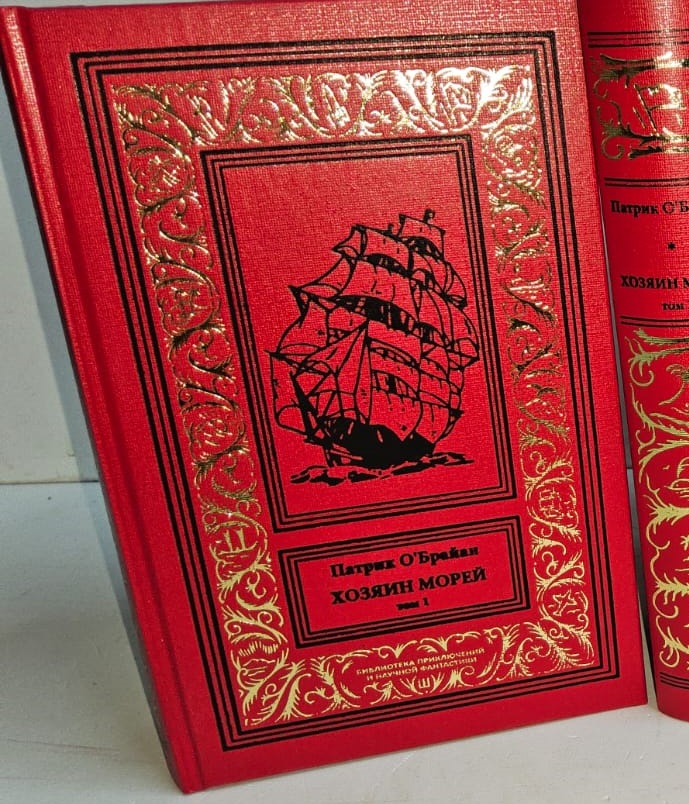 Патрик О'Брайан
ХОЗЯИН МОРЕЙ
том 1
БИБЛИОТЕКА ПРИКЛЮЧЕНИЙ
И НАУЧНОЙ ФАНТАСТИКИ
Ш
Патрик
*
ХОЗЯИН
том